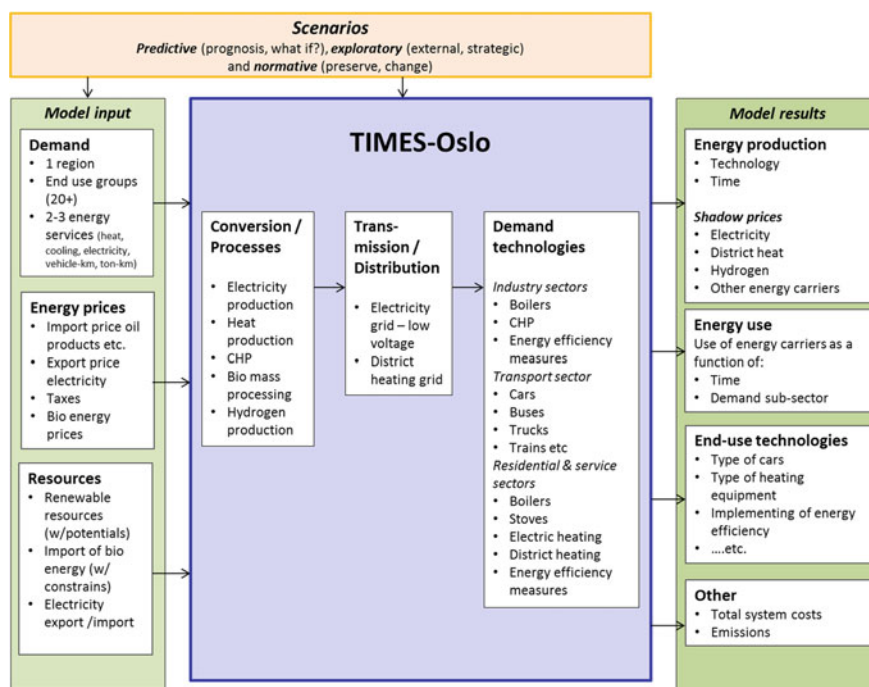 Scenarios
Predictive (prognosis, what if?), exploratory (external, strategic)
and normative (preserve, change)
Model input
Demand
• 1 region
• End use groups
(20+)
• 2-3 energy
services (heat,
cooling, electricity,
vehicle-km, ton-km)
Energy prices
• Import price oil
products etc.
• Export price
electricity
• Taxes
• Bio energy
prices
Resources
• Renewable
resources
(w/potentials)
• Import of bio
energy (w/
constrains)
• Electricity
export /import
TIMES-Oslo
Conversion /
Processes
• Electricity
production
• Heat
production
• CHP
• Bio mass
processing
• Hydrogen
production
Trans-
mission /
Distribution
• Electricity
grid – low
voltage
• District
heating grid
Demand
technologies
Industry sectors
• Boilers
• CHP
• Energy efficiency
measures
Transport sector
• Cars
• Buses
• Trucks
• Trains etc
Residential & service
sectors
• Boilers
• Stoves
• Electric heating
• District heating
• Energy efficiency
measures
Model results
Energy production
• Technology
• Time
Shadow prices
• Electricity
• District heat
• Hydrogen
• Other energy carriers
Energy use
Use of energy carriers as a
function of:
• Time
• Demand sub-sector
End-use technologies
• Type of cars
• Type of heating
equipment
• Implementing of energy
efficiency
• ....etc.
Other
• Total system costs
• Emissions